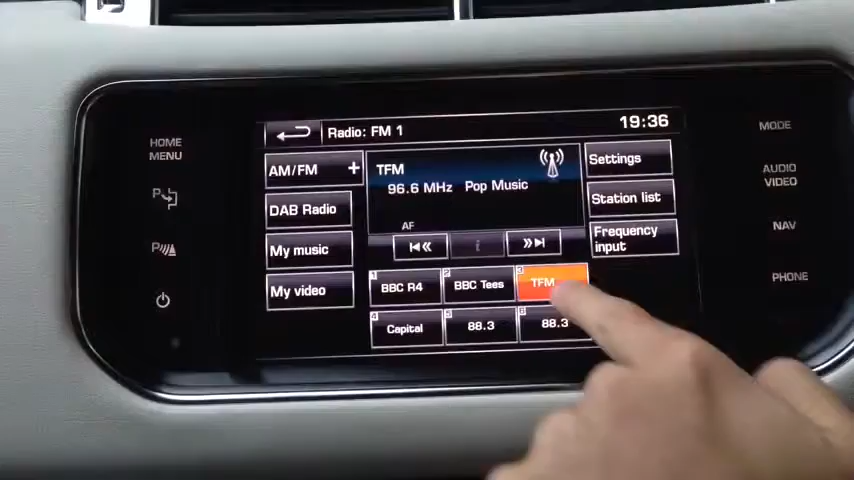 HOME
MENU
Radio: FM 1
19:36
MODE
AM/FM +
TFM
Settings
96.6 MHz Pop Music
AUDIO
VIDEO
P
DAB Radio
Station list
AF
NAV
P
My music
i
Frequency
input
PHONE
My video
1
BBC R4
2
BBC Tees
3
TFM
4
Capital
5
88.3
6
88.3